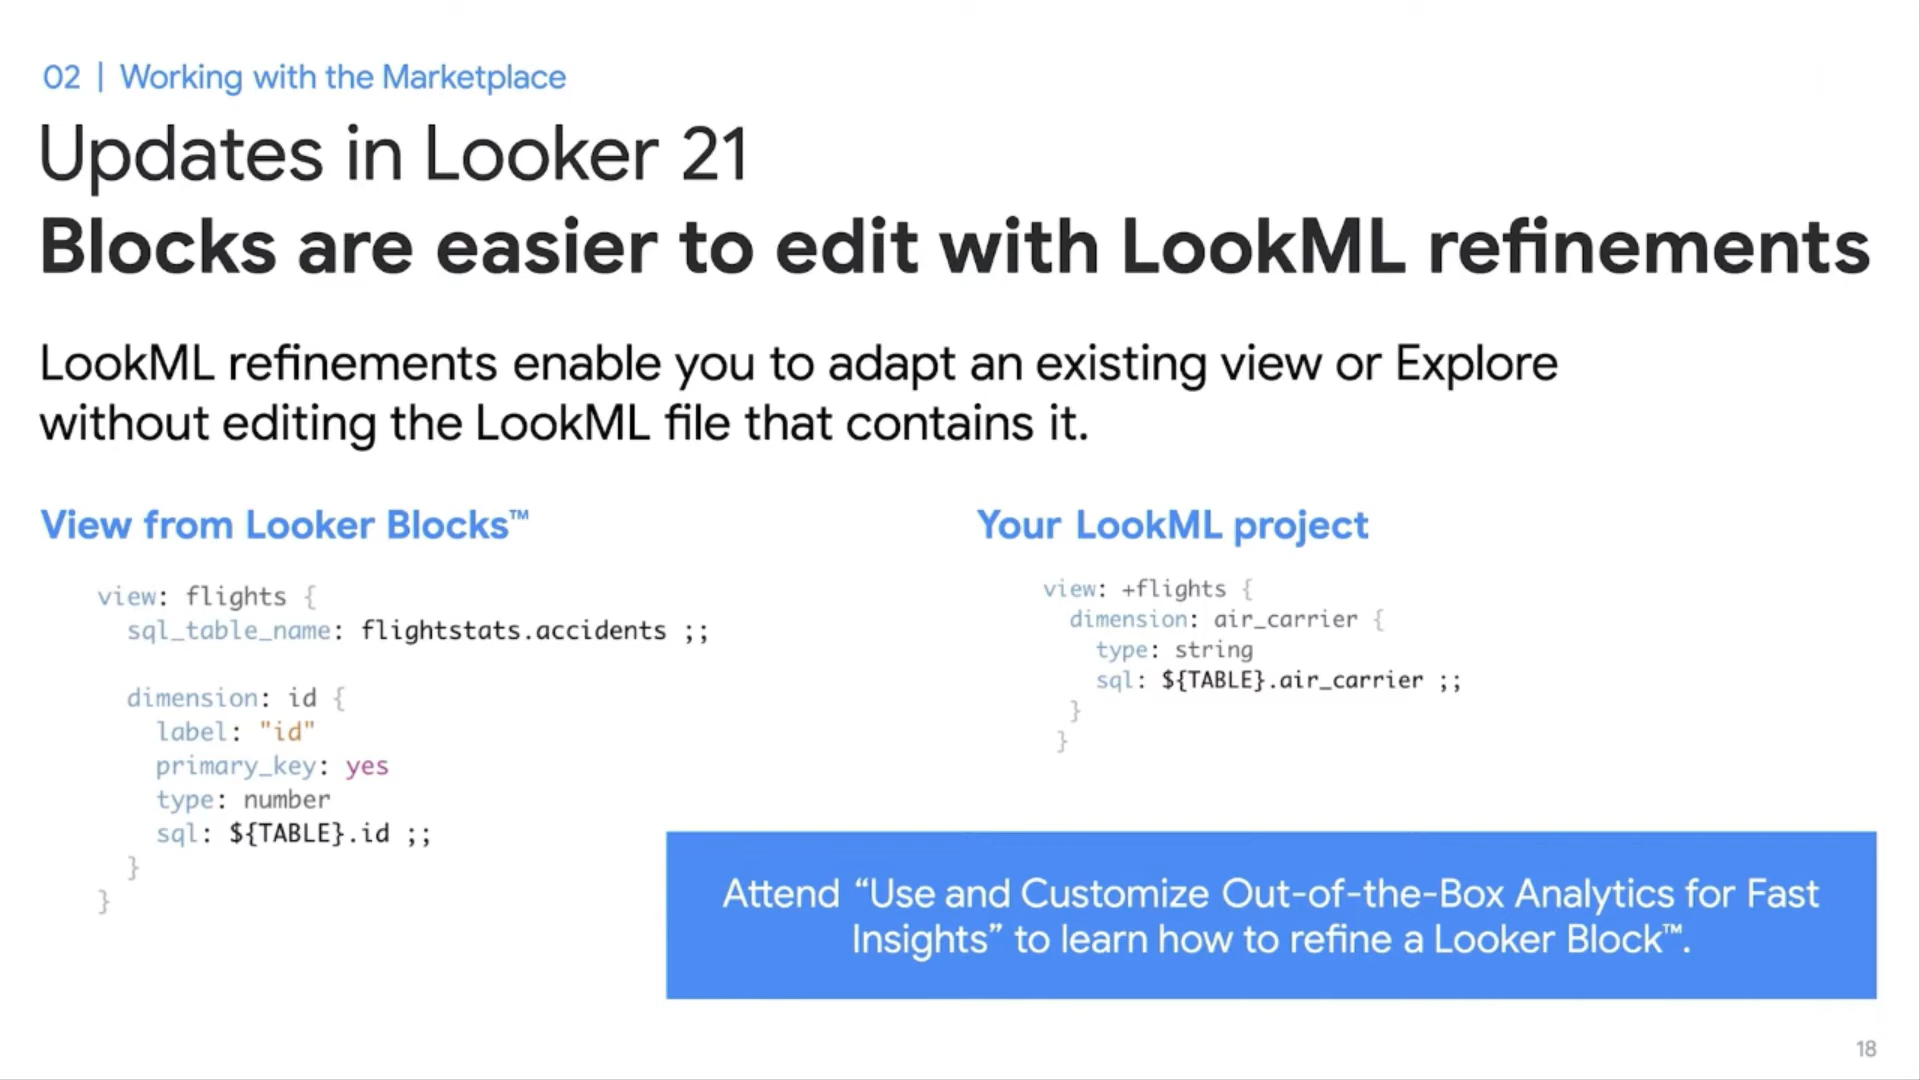 02 | Working with the Marketplace
Updates in Looker 21
Blocks are easier to edit with LookML refinements
LookML refinements enable you to adapt an existing view or Explore
without editing the LookML file that contains it.
View from Looker Blocks™
view: flights {
sql_table_name: flightstats.accidents ;;
dimension: id {
label: "id"
primary_key: yes
type: number
sql: ${TABLE}.id ;;
}
}
Your LookML project
view: +flights {
dimension: air_carrier {
type: string
sql: ${TABLE}.air_carrier ;;
}
}
Attend “Use and Customize Out-of-the-Box Analytics for Fast
Insights” to learn how to refine a Looker Block™.
18